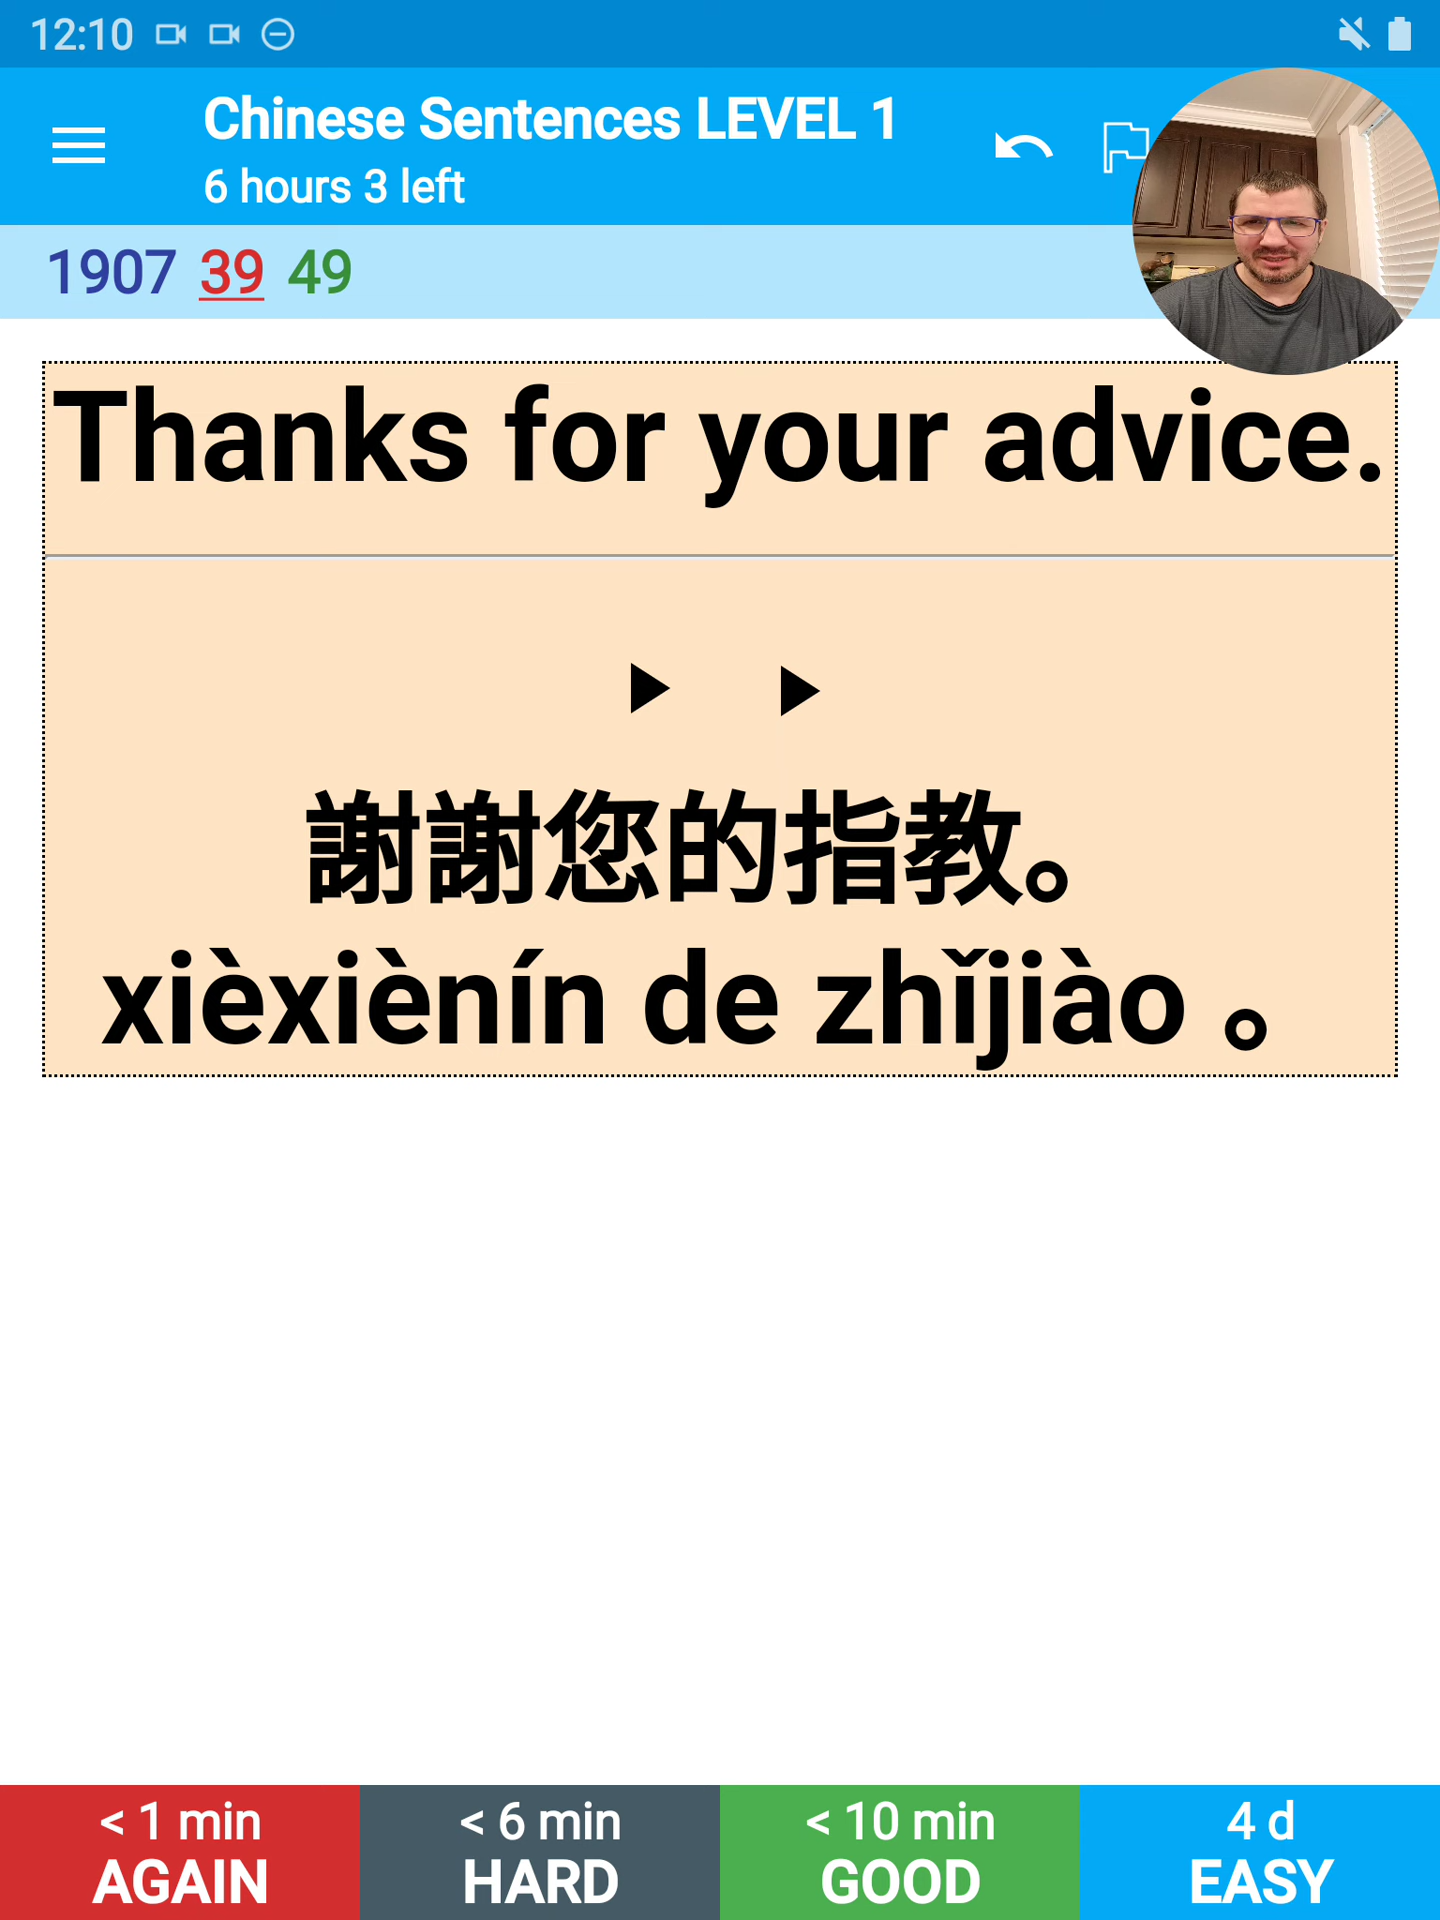 12:10
Chinese Sentences LEVEL 1
6 hours 3 left
1907 39 49
Thanks for your advice.
謝謝您的指教。
xièxiènín de zhǐjiào 。
< 1 min < 6 min < 10 min 4 d
AGAIN HARD GOOD EASY